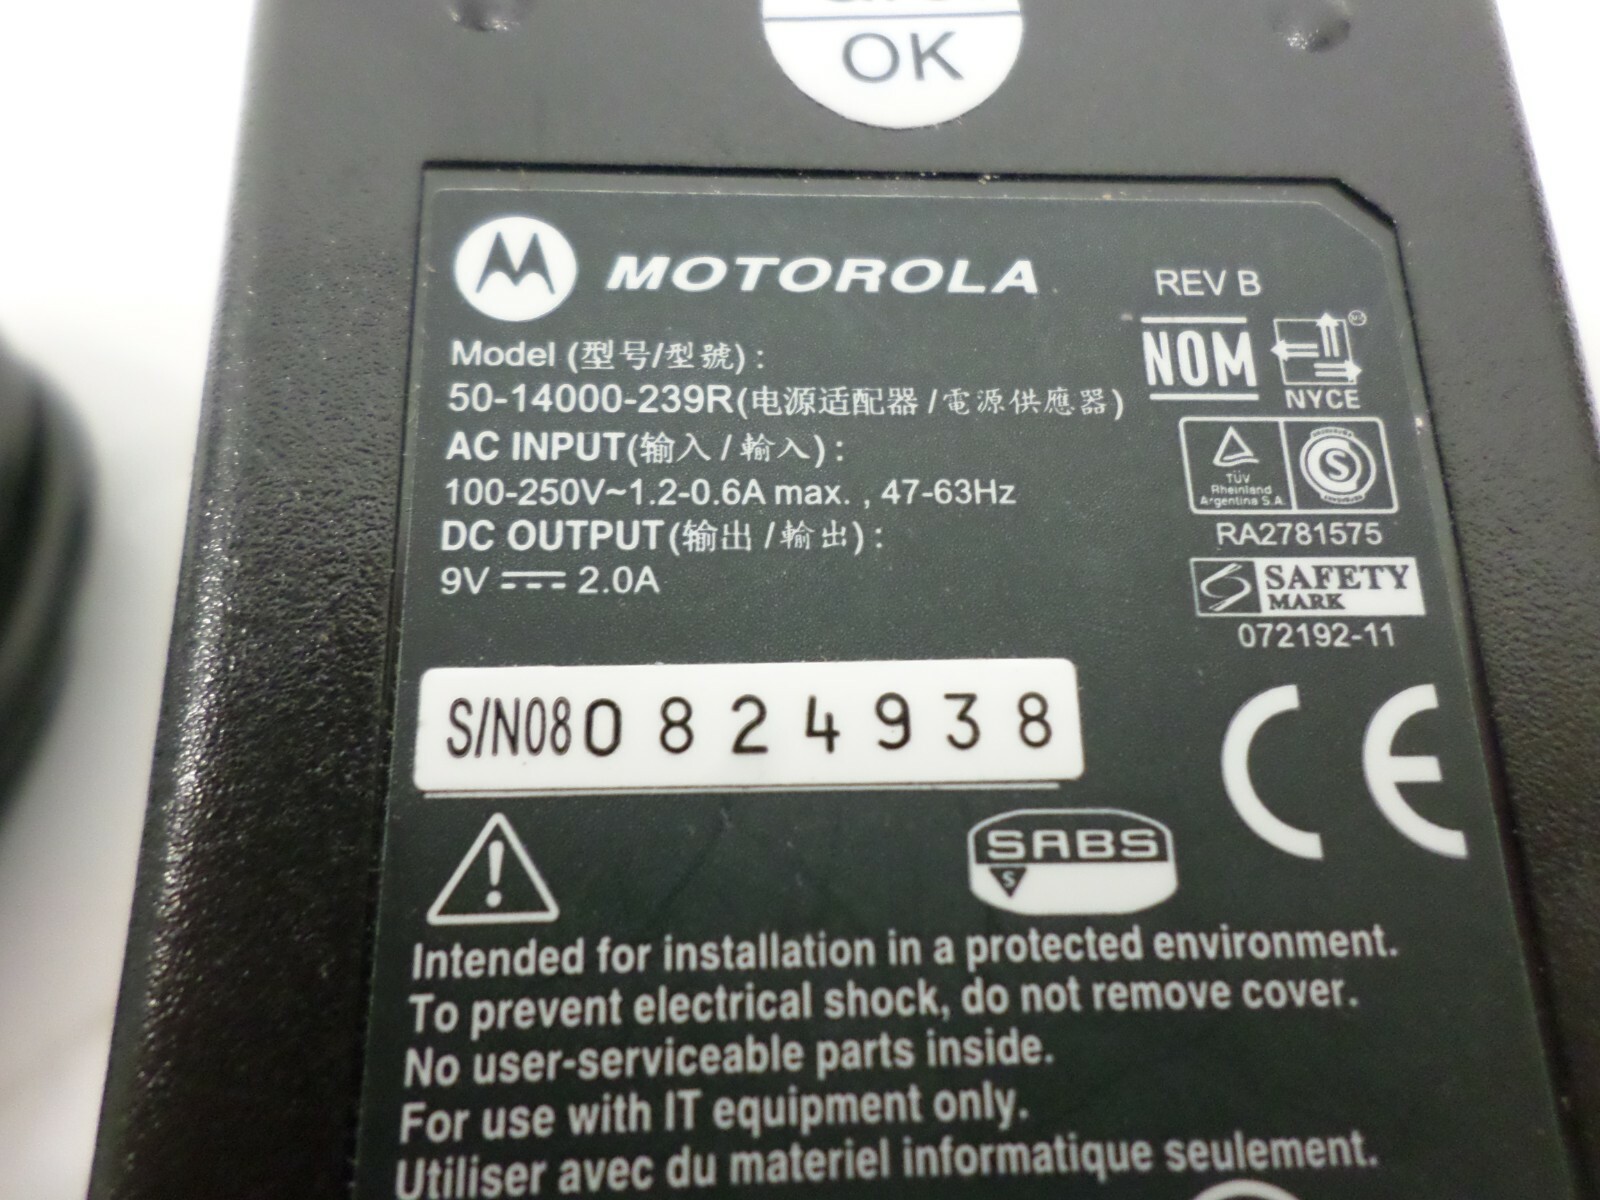 OK
MOTOROLA
REV B
Model (型号/型號) :
50-14000-239R(电源适配器/電源供應器)
AC INPUT(输入/輸入) :
100-250V~1.2-0.6A max. , 47-63Hz
DC OUTPUT(输出/輸出) :
9V 2.0A
NOM
NYCE
TÜV
Rheinland
Argentina S.A.
S
RA2781575
S SAFETY
MARK
072192-11
S/N080824938
CE
SABS
S
Intended for installation in a protected environment.
To prevent electrical shock, do not remove cover.
No user-serviceable parts inside.
For use with IT equipment only.
Utiliser avec du materiel informatique seulement.